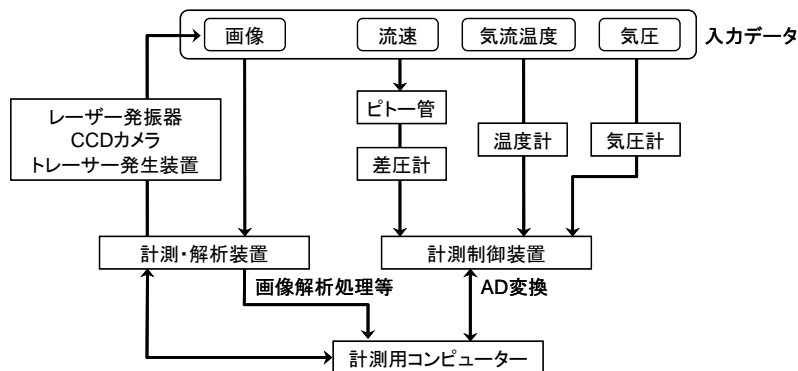 画像
流速
気流温度
気圧
入力データ
レーザー発振器
CCDカメラ
トレーサー発生装置
ピトー管
差圧計
温度計
気圧計
計測・解析装置
計測制御装置
画像解析処理等
AD変換
計測用コンピューター